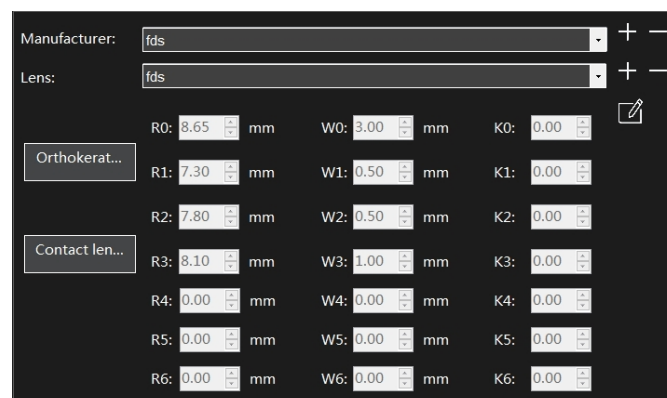 Manufacturer: fds
Lens: fds
R0: 8.65 mm W0: 3.00 mm K0: 0.00
Orthokerat...
R1: 7.30 mm W1: 0.50 mm K1: 0.00
R2: 7.80 mm W2: 0.50 mm K2: 0.00
Contact len...
R3: 8.10 mm W3: 1.00 mm K3: 0.00
R4: 0.00 mm W4: 0.00 mm K4: 0.00
R5: 0.00 mm W5: 0.00 mm K5: 0.00
R6: 0.00 mm W6: 0.00 mm K6: 0.00